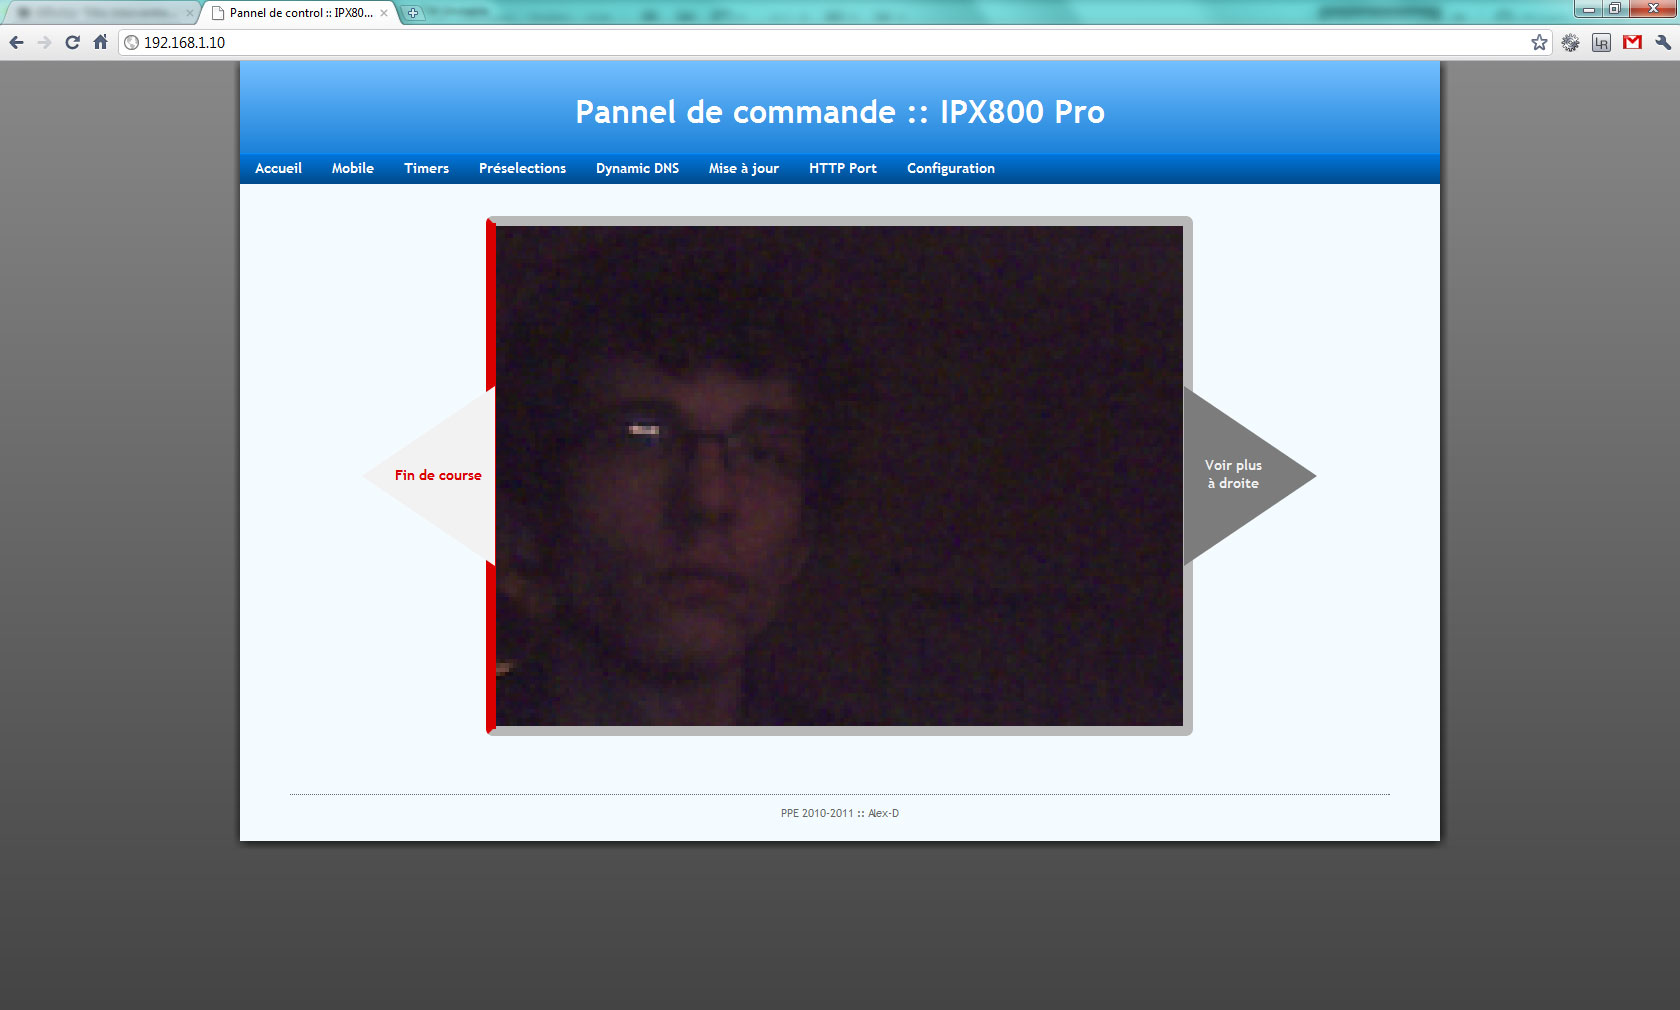 Pannel de control :: IPX80...
192.168.1.10
Pannel de commande :: IPX800 Pro
Accueil Mobile Timers Préselections Dynamic DNS Mise à jour HTTP Port Configuration
Fin de course
Voir plus
à droite
PPE 2010-2011 :: Alex-D